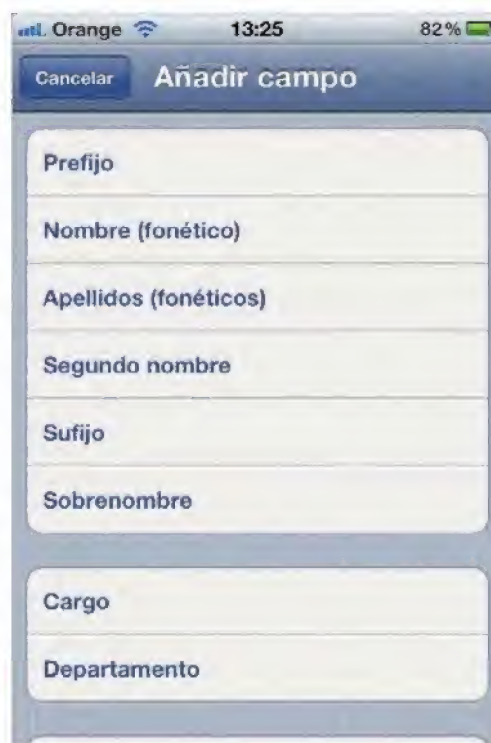 Orange 13:25 82%
Cancelar Añadir campo
Prefijo
Nombre (fonético)
Apellidos (fonéticos)
Segundo nombre
Sufijo
Sobrenombre
Cargo
Departamento